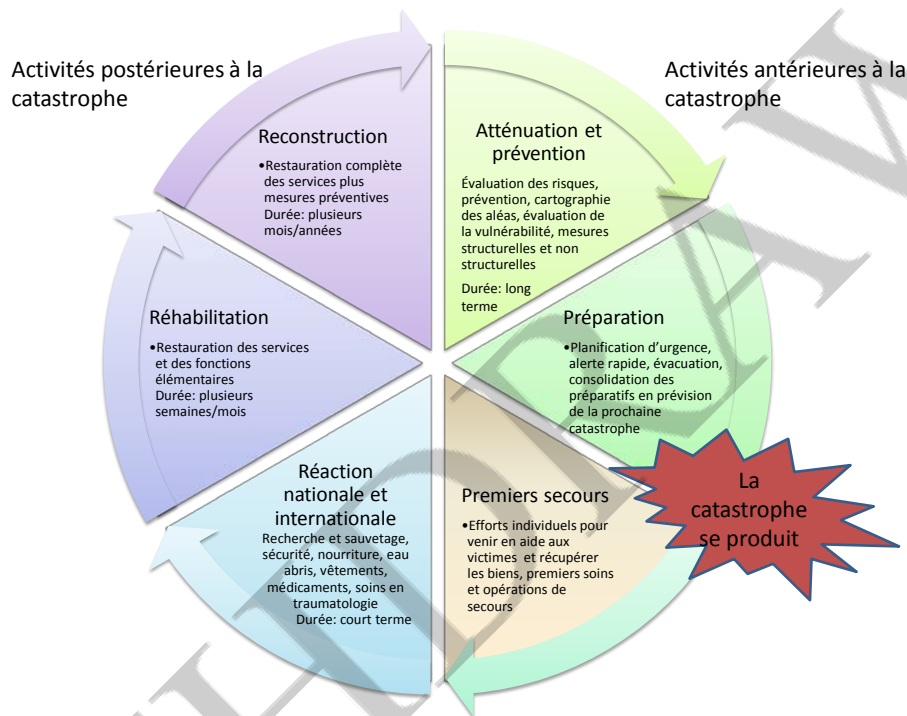 Activités postérieures à la
catastrophe
Activités antérieures à la
catastrophe
Reconstruction
•Restauration complète
des services plus
mesures préventives
Durée: plusieurs
mois/années
Atténuation et
prévention
Évaluation des risques,
prévention, cartographie
des aléas, évaluation de
la vulnérabilité, mesures
structurelles et non
structurelles
Durée: long
terme
Réhabilitation
•Restauration des services
et des fonctions
élémentaires
Durée: plusieurs
semaines/mois
Préparation
•Planification d’urgence,
alerte rapide, évacuation,
consolidation des
préparatifs en prévision
de la prochaine
catastrophe
La
catastrophe
se produit
Réaction
nationale et
internationale
Recherche et sauvetage,
sécurité, nourriture, eau
abris, vêtements,
médicaments, soins en
traumatologie
Durée: court terme
Premiers secours
•Efforts individuels pour
venir en aide aux
victimes et récupérer
les biens, premiers soins
et opérations de
secours